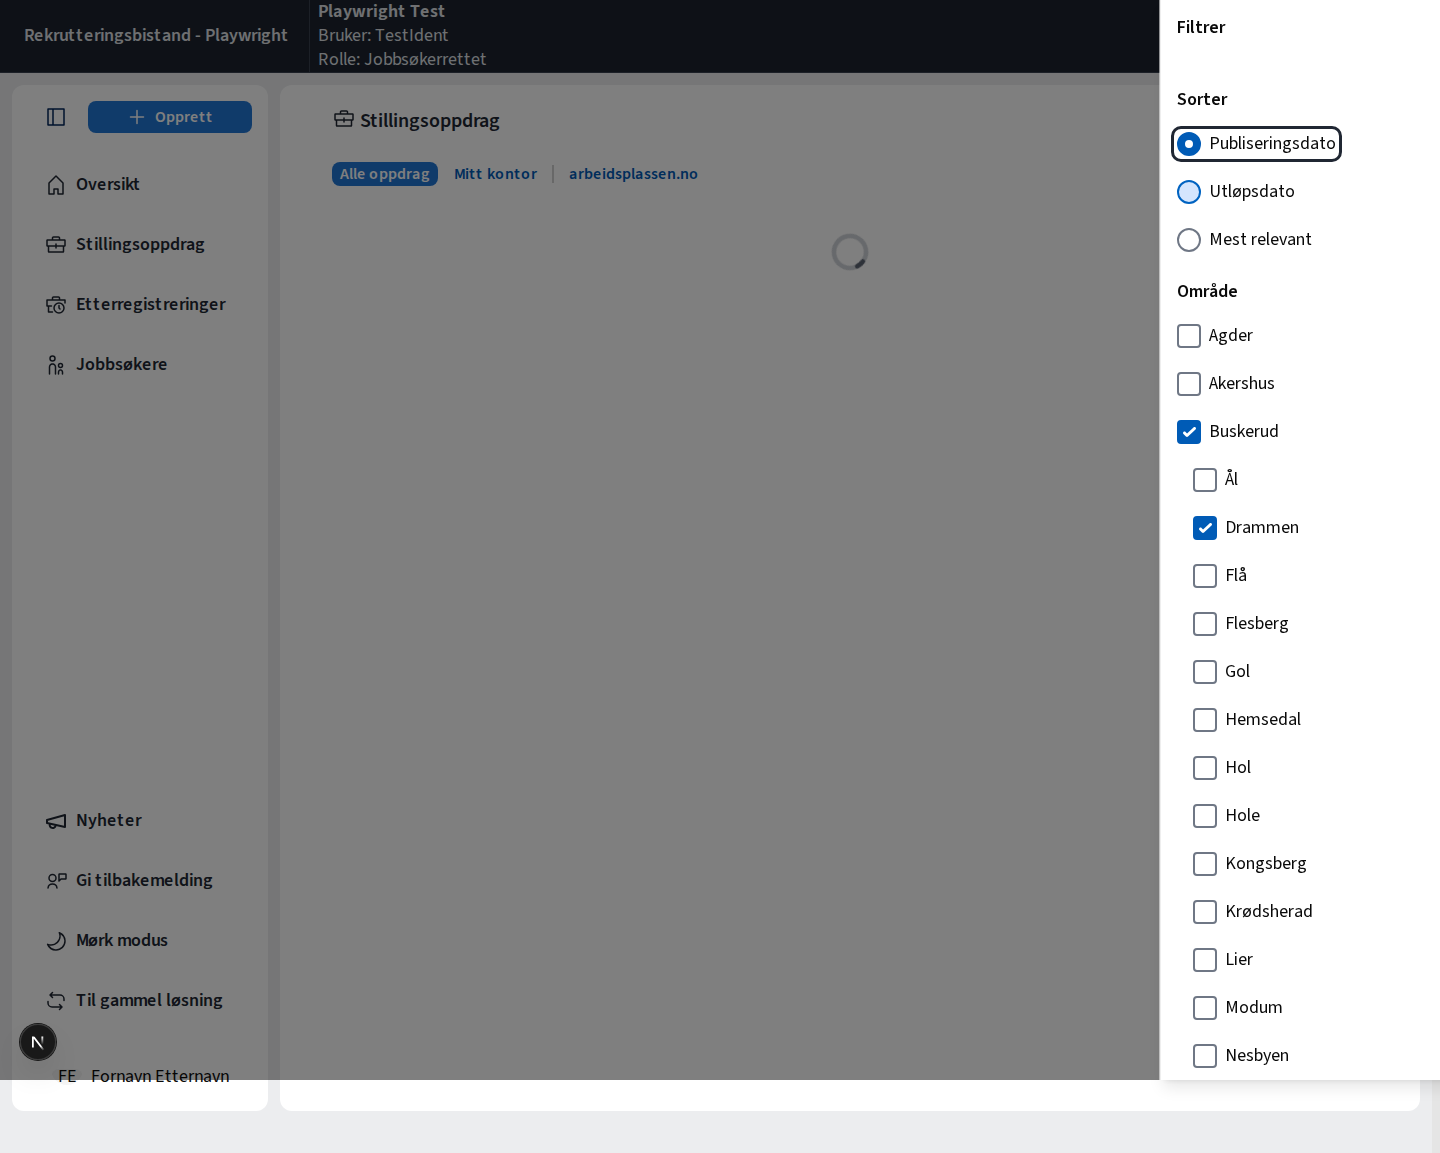 Rekrutteringsbistand - Playwright
Playwright Test
Bruker: TestIdent
Rolle: Jobbsøkerrettet
Opprett
Oversikt
Stillingsoppdrag
Etterregistreringer
Jobbsøkere
Nyheter
Gi tilbakemelding
Mørk modus
Til gammel løsning
N
FE Fornavn Etternavn
Stillingsoppdrag
Alle oppdrag
Mitt kontor
arbeidsplassen.no
Filtrer
Sorter
Publiseringsdato
Utløpsdato
Mest relevant
Område
Agder
Akershus
Buskerud
Ål
Drammen
Flå
Flesberg
Gol
Hemsedal
Hol
Hole
Kongsberg
Krødsherad
Lier
Modum
Nesbyen